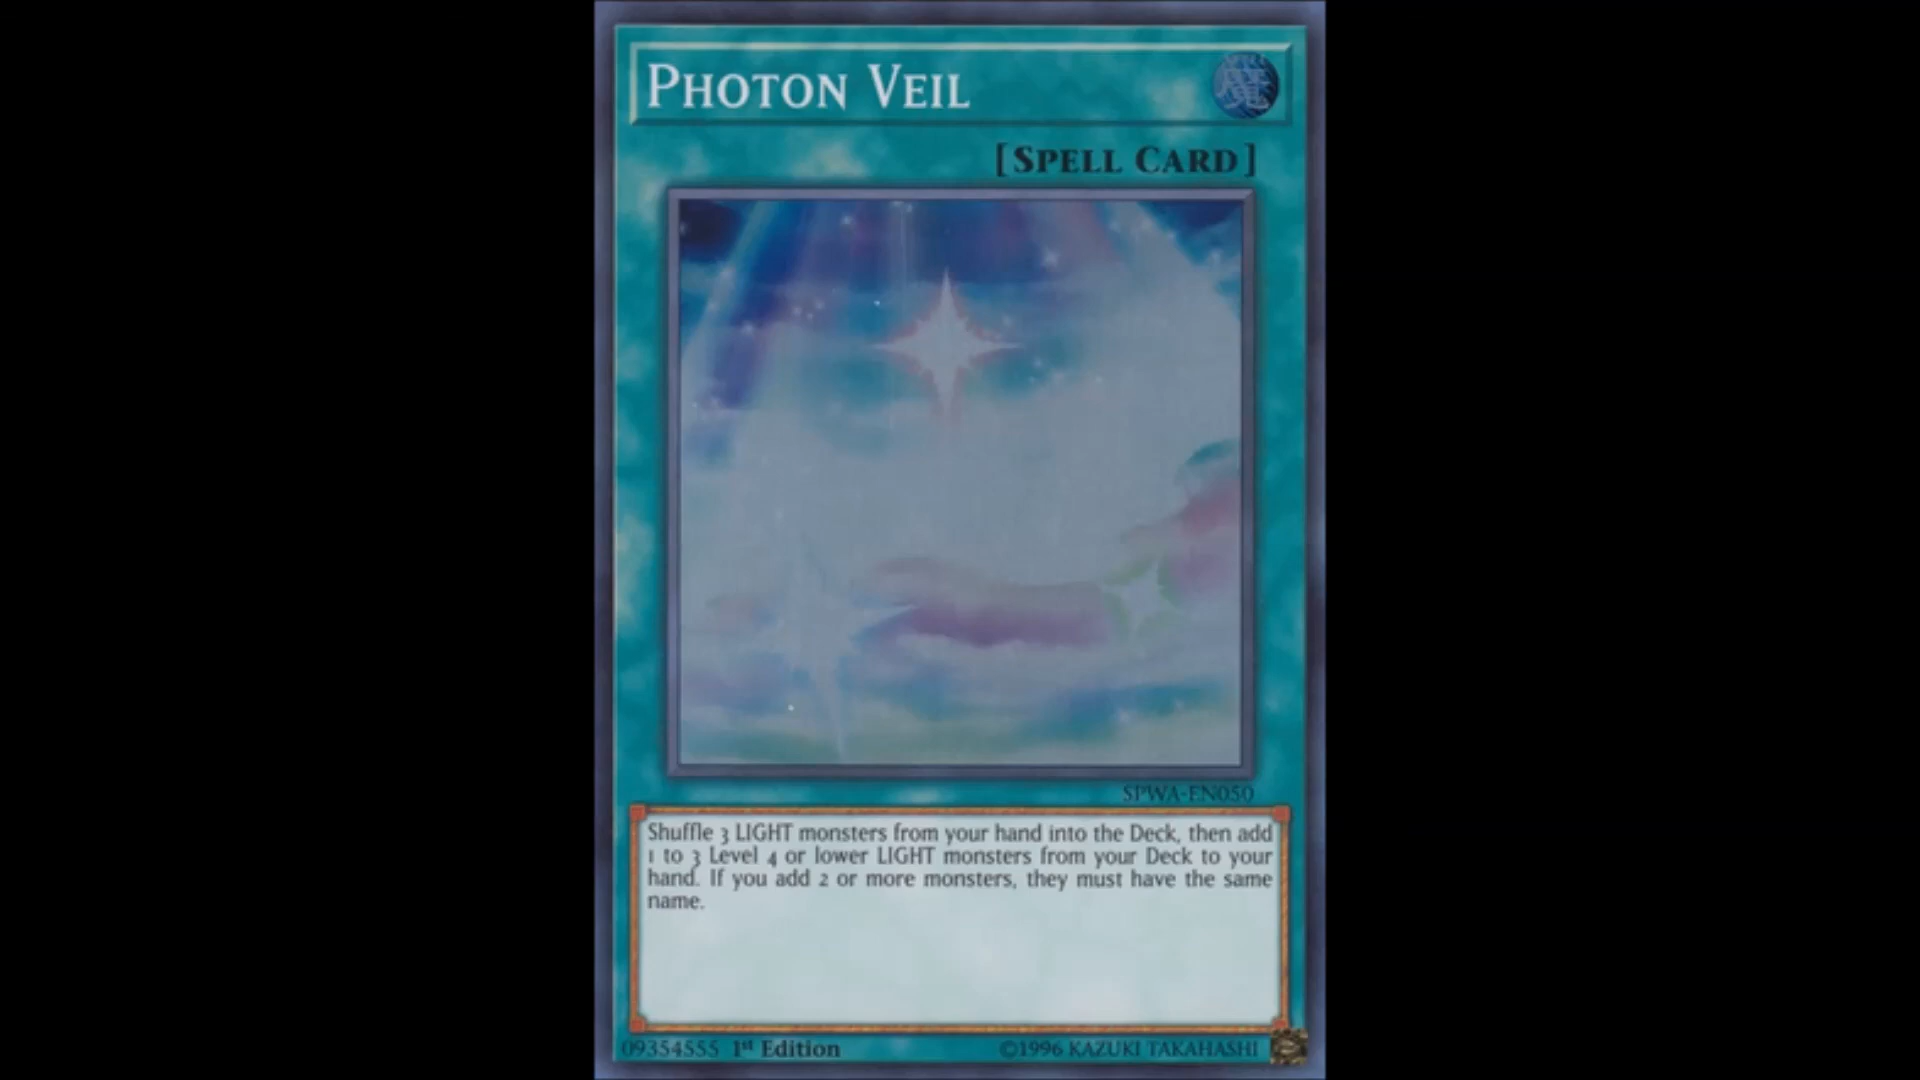 PHOTON VEIL
魔
[SPELL CARD]
SPWA-EN050
Shuffle 3 LIGHT monsters from your hand into the Deck, then add
1 to 3 Level 4 or lower LIGHT monsters from your Deck to your
hand. If you add 2 or more monsters, they must have the same
name.
09354555 1st Edition ©1996 KAZUKI TAKAHASHI